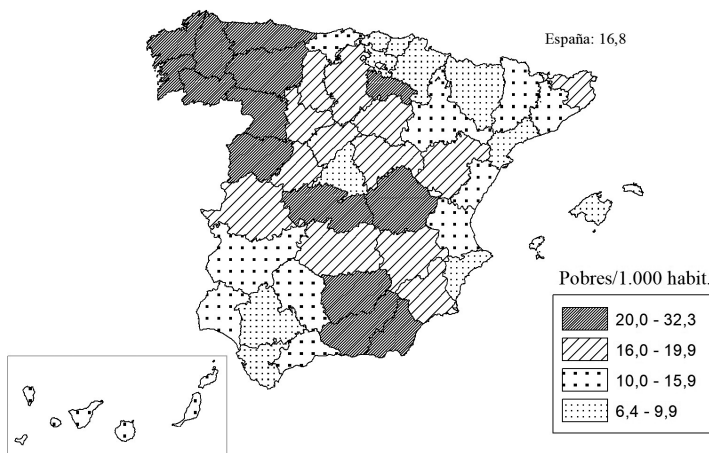 España: 16,8
Pobres/1.000 habit.
20,0 - 32,3
16,0 - 19,9
10,0 - 15,9
6,4 - 9,9